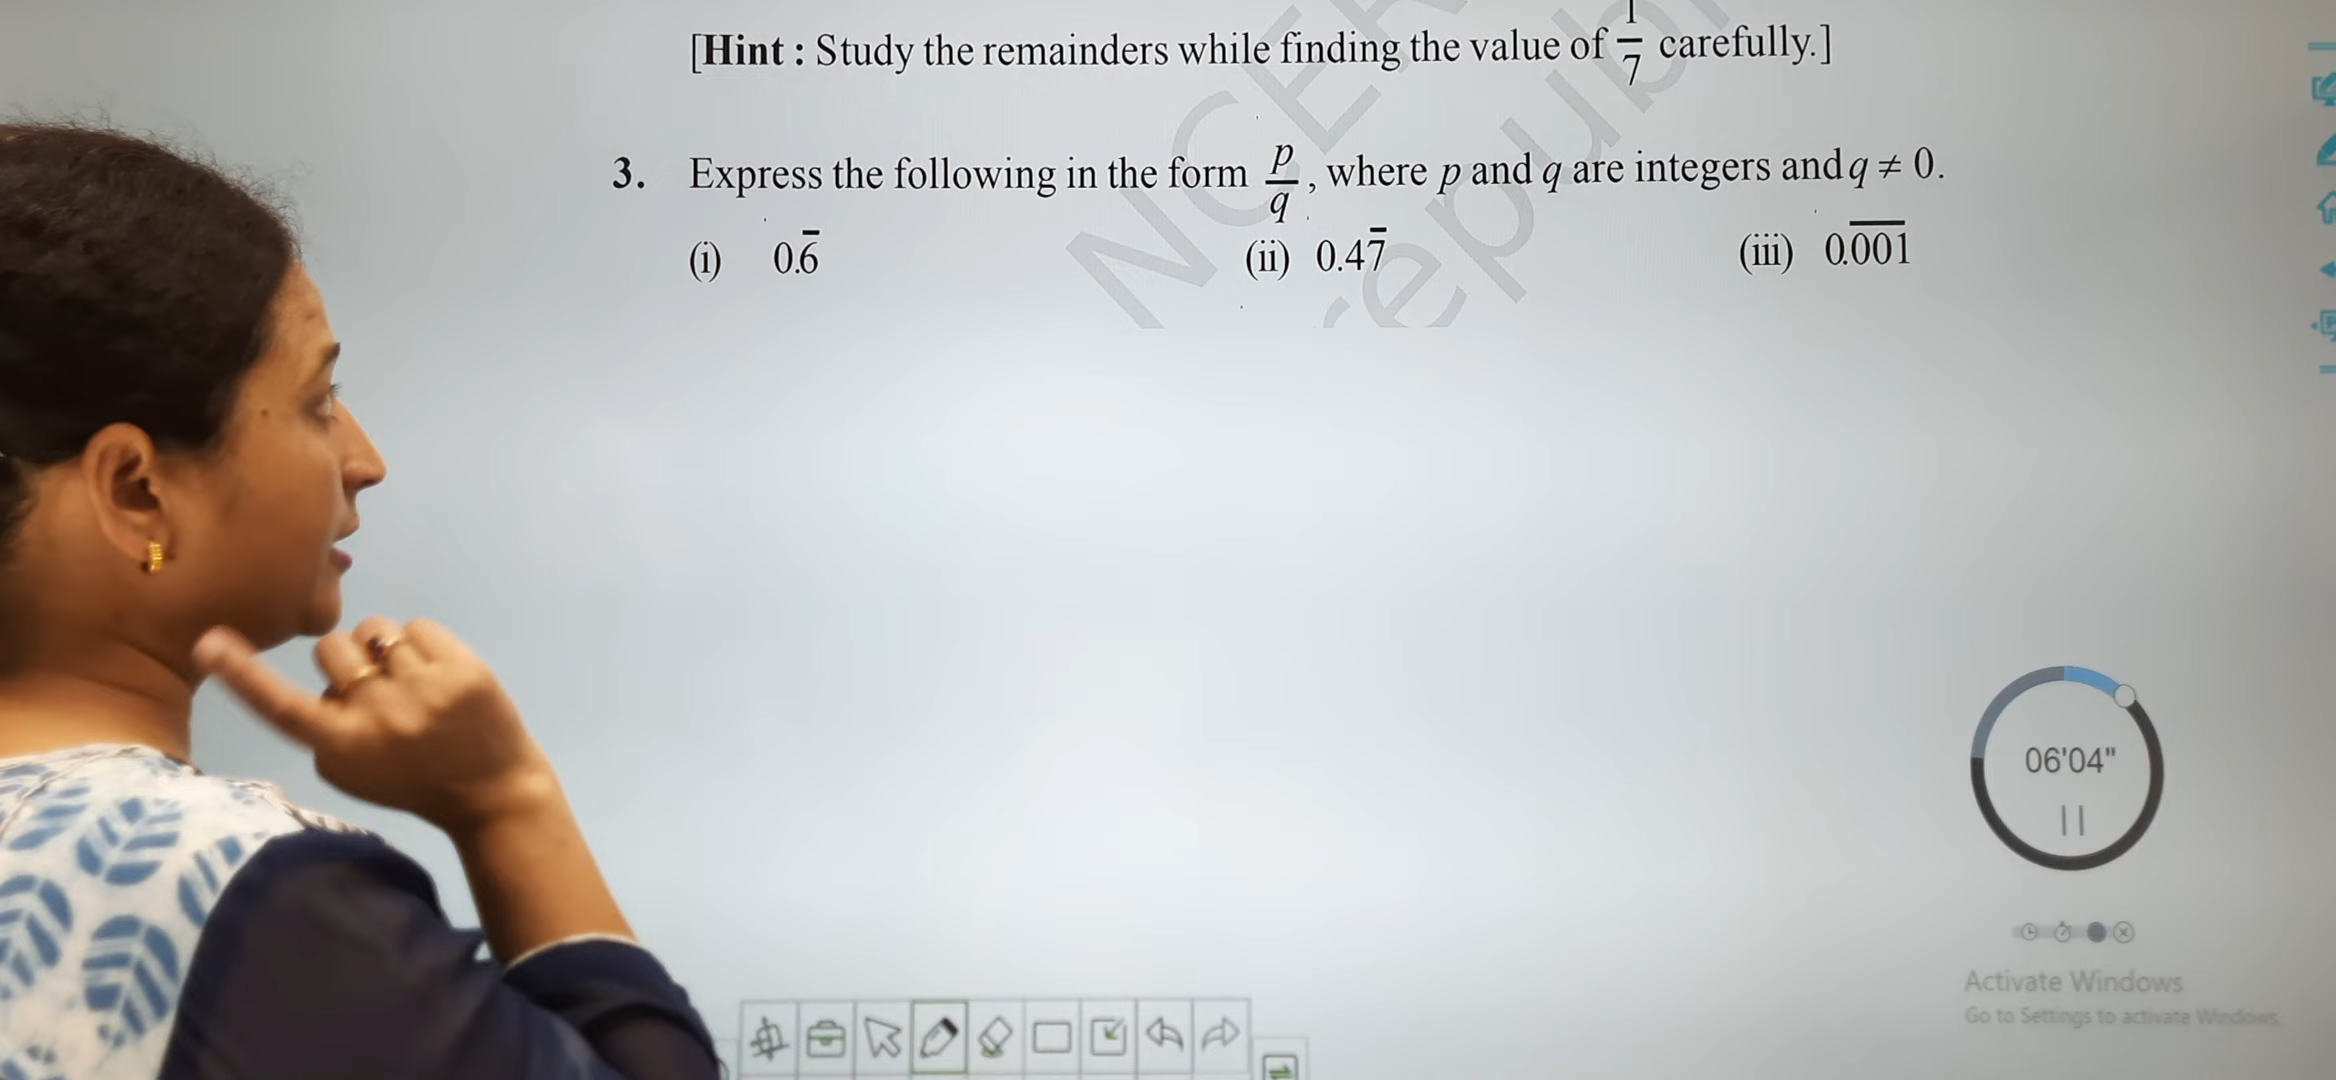 [Hint : Study the remainders while finding the value of 1/7 carefully.]
3. Express the following in the form p/q, where p and q are integers and q ≠ 0.
(i) 0.6̅ (ii) 0.47̅ (iii) 0.0̅0̅1̅
NCER
republ
06'04"
Activate Windows
Go to Settings to activate Windows.